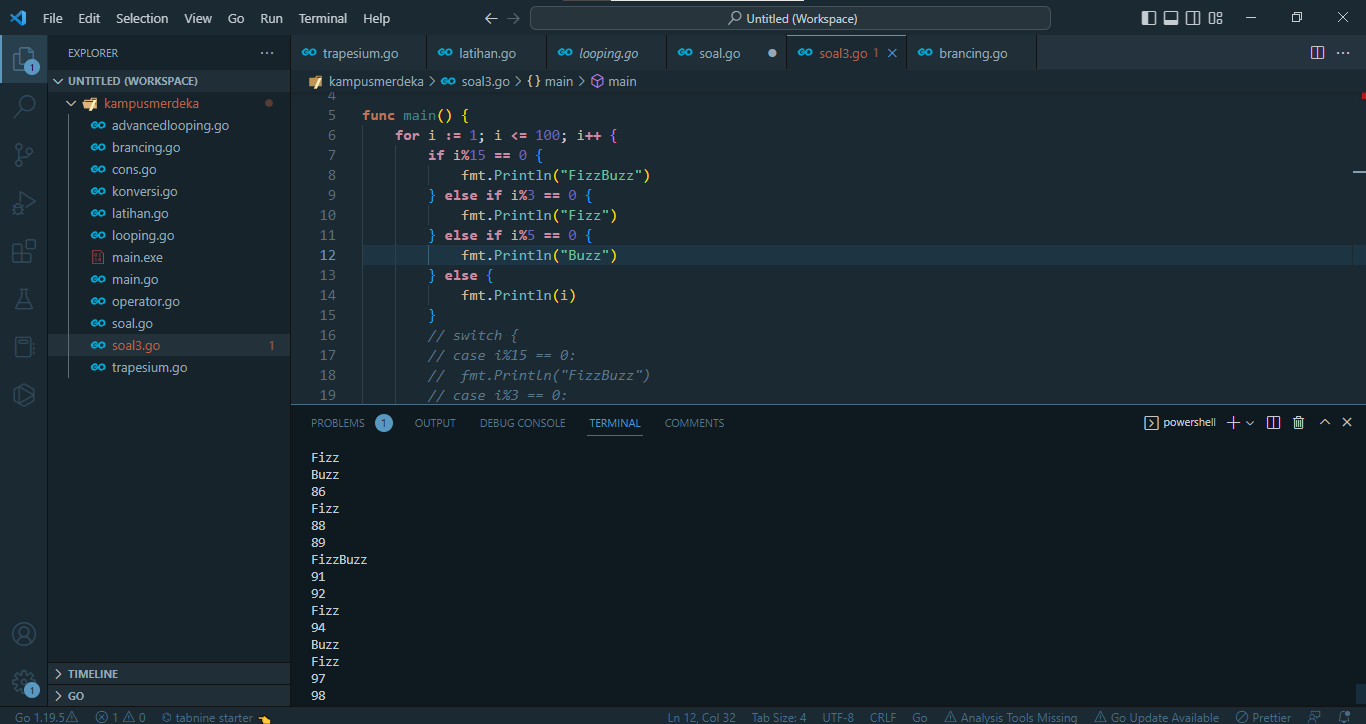 File Edit Selection View Go Run Terminal Help
Untitled (Workspace)
EXPLORER
trapesium.go latihan.go looping.go soal.go soal3.go 1 brancing.go
UNTITLED (WORKSPACE)
kampusmerdeka > soal3.go > {} main > main
kampusmerdeka
advancedlooping.go
brancing.go
cons.go
konversi.go
latihan.go
looping.go
main.exe
main.go
operator.go
soal.go
soal3.go 1
trapesium.go
4
5 func main() {
6 for i := 1; i <= 100; i++ {
7 if i%15 == 0 {
8 fmt.Println("FizzBuzz")
9 } else if i%3 == 0 {
10 fmt.Println("Fizz")
11 } else if i%5 == 0 {
12 fmt.Println("Buzz")
13 } else {
14 fmt.Println(i)
15 }
16 // switch {
17 // case i%15 == 0:
18 // fmt.Println("FizzBuzz")
19 // case i%3 == 0:
PROBLEMS 1 OUTPUT DEBUG CONSOLE TERMINAL COMMENTS
powershell
Fizz
Buzz
86
Fizz
88
89
FizzBuzz
91
92
Fizz
94
Buzz
Fizz
97
98
1
1
TIMELINE
GO
Go 1.19.5 1 0 tabnine starter Ln 12, Col 32 Tab Size: 4 UTF-8 CRLF Go Analysis Tools Missing Go Update Available Prettier